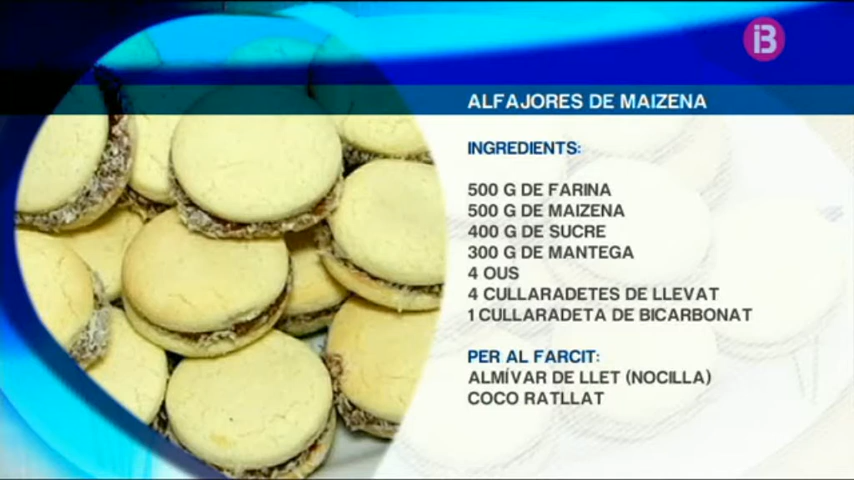 iB
ALFAJORES DE MAIZENA
INGREDIENTS:
500 G DE FARINA
500 G DE MAIZENA
400 G DE SUCRE
300 G DE MANTEGA
4 OUS
4 CULLARADETES DE LLEVAT
1 CULLARADETA DE BICARBONAT
PER AL FARCIT:
ALMÍVAR DE LLET (NOCILLA)
COCO RATLLAT